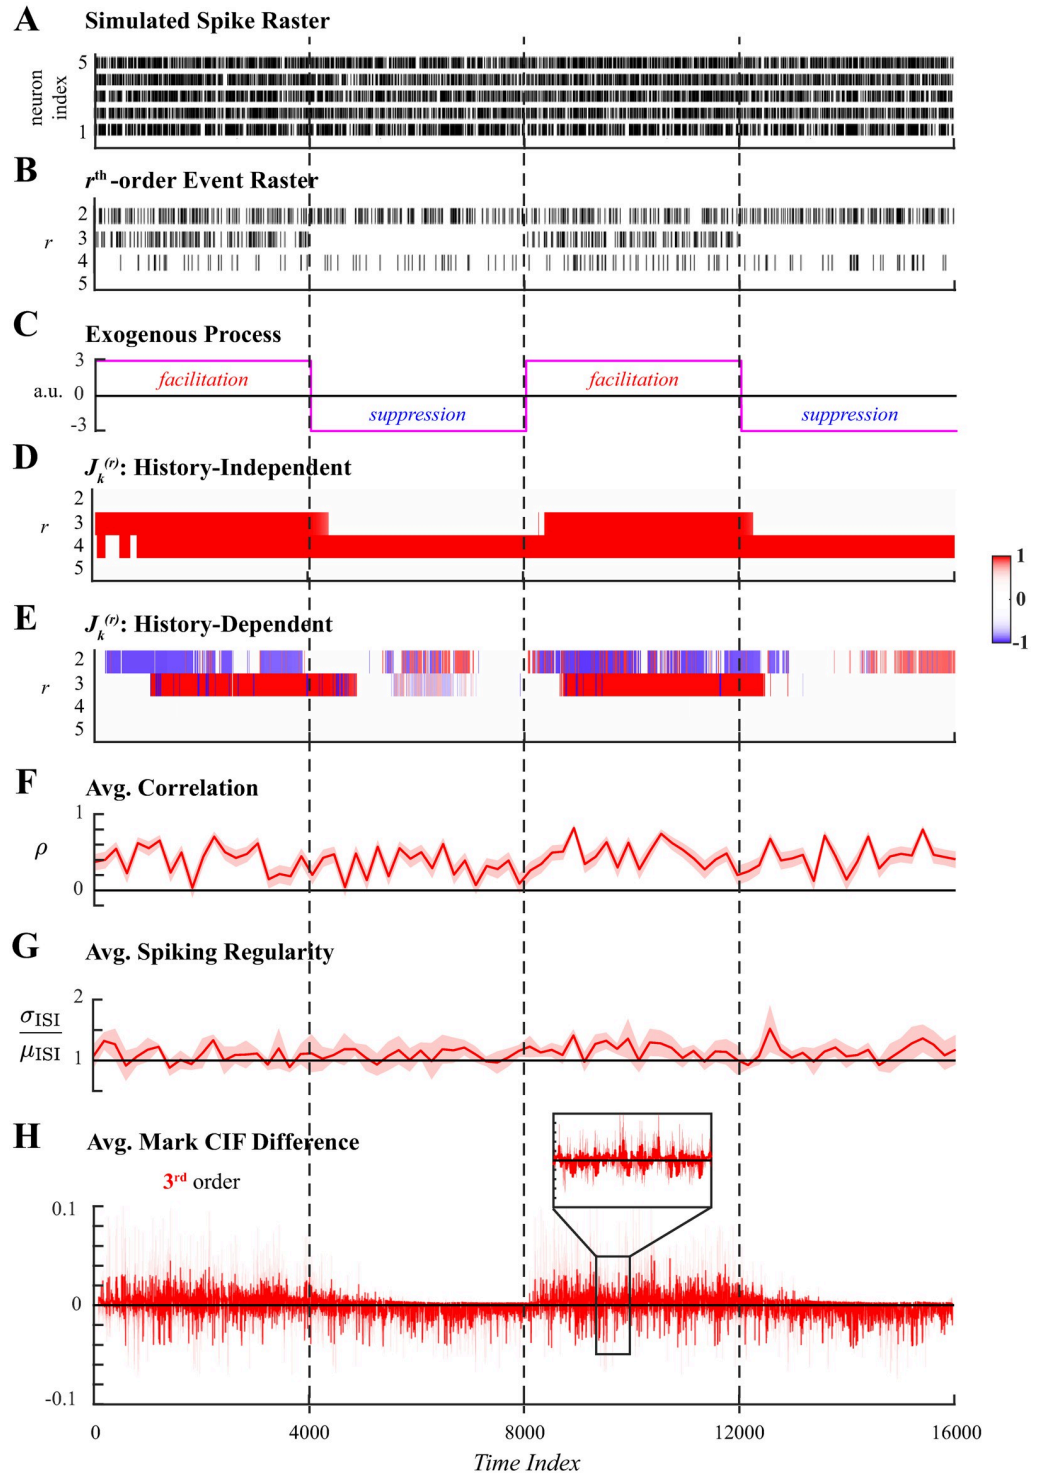 A Simulated Spike Raster
neuron index
5
1
B rᵗʰ-order Event Raster
r
2
3
4
5
C Exogenous Process
a.u.
3
0
-3
facilitation
suppression
facilitation
suppression
D Jₖ⁽ʳ⁾: History-Independent
r
2
3
4
5
1
0
-1
E Jₖ⁽ʳ⁾: History-Dependent
r
2
3
4
5
F Avg. Correlation
ρ
1
0
G Avg. Spiking Regularity
σISI
μISI
2
1
H Avg. Mark CIF Difference
3ʳᵈ order
0.1
0
-0.1
0 4000 8000 12000 16000
Time Index